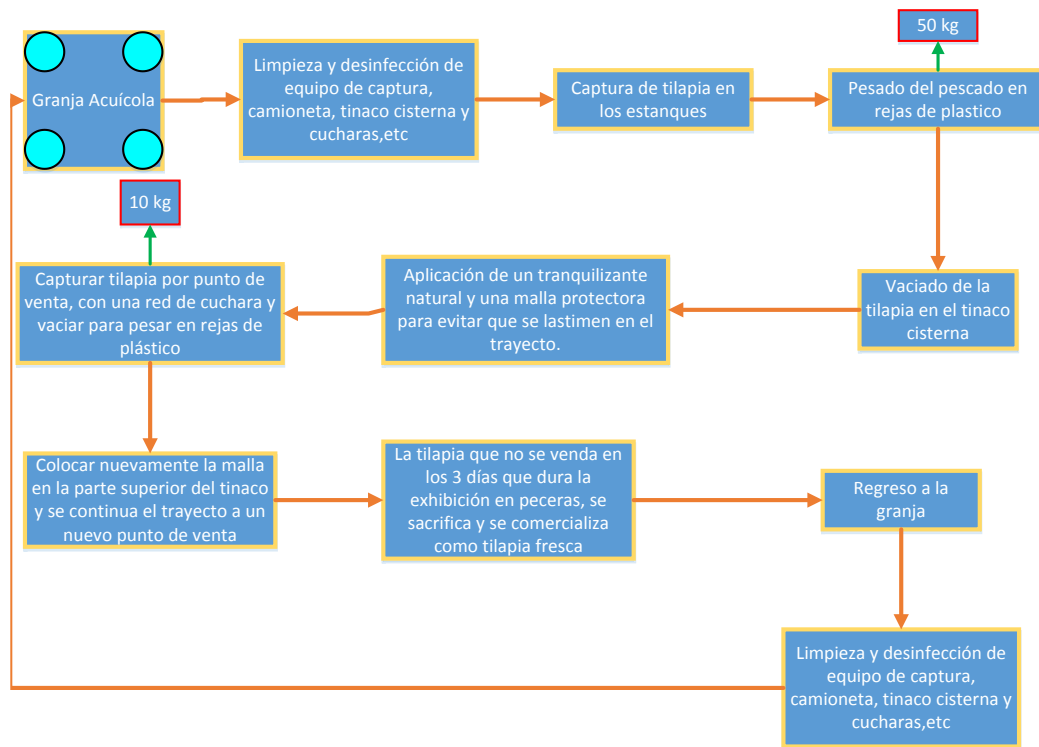 Granja Acuícola
Limpieza y desinfección de
equipo de captura,
camioneta, tinaco cisterna y
cucharas,etc
Captura de tilapia en
los estanques
50 kg
Pesado del pescado en
rejas de plastico
Vaciado de la
tilapia en el tinaco
cisterna
Aplicación de un tranquilizante
natural y una malla protectora
para evitar que se lastimen en el
trayecto.
10 kg
Capturar tilapia por punto de
venta, con una red de cuchara y
vaciar para pesar en rejas de
plástico
Colocar nuevamente la malla
en la parte superior del tinaco
y se continua el trayecto a un
nuevo punto de venta
La tilapia que no se venda en
los 3 días que dura la
exhibición en peceras, se
sacrifica y se comercializa
como tilapia fresca
Regreso a la
granja
Limpieza y desinfección de
equipo de captura,
camioneta, tinaco cisterna y
cucharas,etc